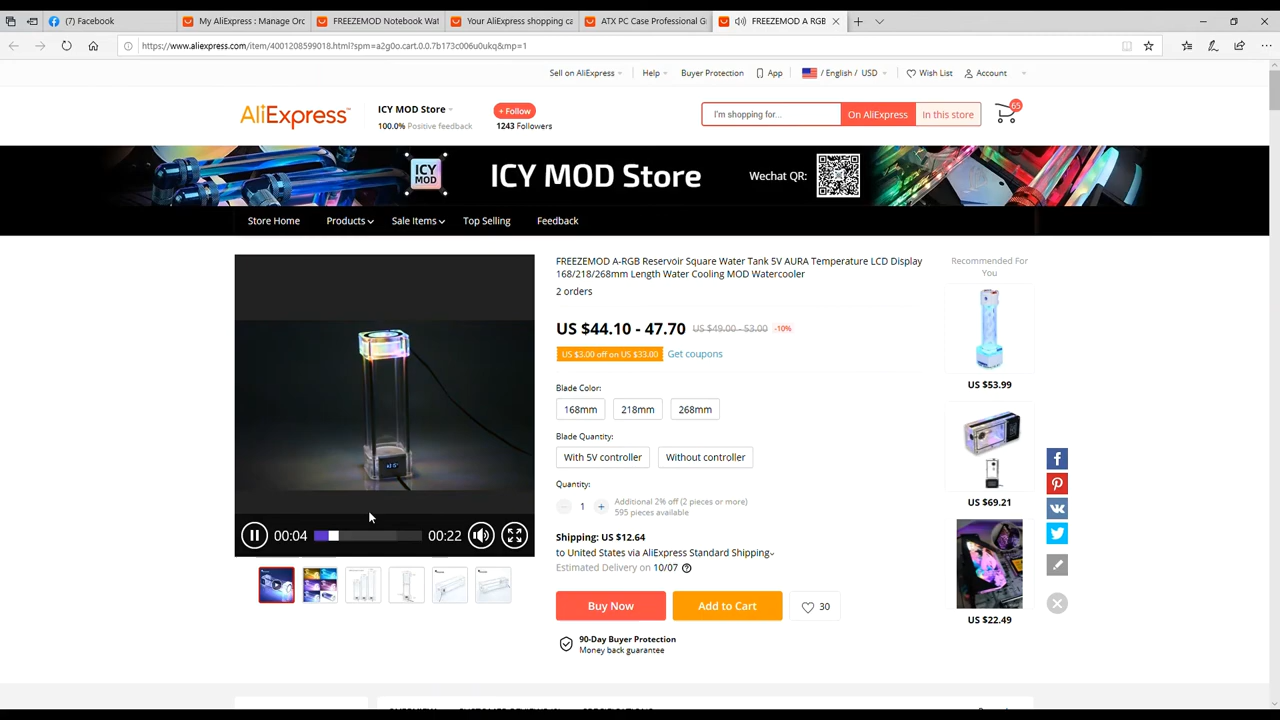 (7) Facebook
My AliExpress : Manage Orc
FREEZEMOD Notebook Wat
Your AliExpress shopping ca
ATX PC Case Professional G
FREEZEMOD A RGB
https://www.aliexpress.com/item/4001208599018.html?spm=a2g0o.cart.0.0.7b173c006u0ukq&mp=1
Sell on AliExpress
Help
Buyer Protection
App
/ English / USD
Wish List
Account
AliExpress
ICY MOD Store
100.0% Positive feedback
+ Follow
1243 Followers
I'm shopping for...
On AliExpress
In this store
65
ICY MOD
ICY MOD Store
Wechat QR:
Store Home
Products
Sale Items
Top Selling
Feedback
FREEZEMOD A-RGB Reservoir Square Water Tank 5V AURA Temperature LCD Display
168/218/268mm Length Water Cooling MOD Watercooler
2 orders
US $44.10 - 47.70 US $49.00 - 53.00 -10%
US $3.00 off on US $33.00 Get coupons
Blade Color:
168mm
218mm
268mm
Blade Quantity:
With 5V controller
Without controller
Quantity:
1
Additional 2% off (2 pieces or more)
595 pieces available
Shipping: US $12.64
to United States via AliExpress Standard Shipping
Estimated Delivery on 10/07
Buy Now
Add to Cart
30
90-Day Buyer Protection
Money back guarantee
00:04
00:22
Recommended For
You
US $53.99
US $69.21
US $22.49